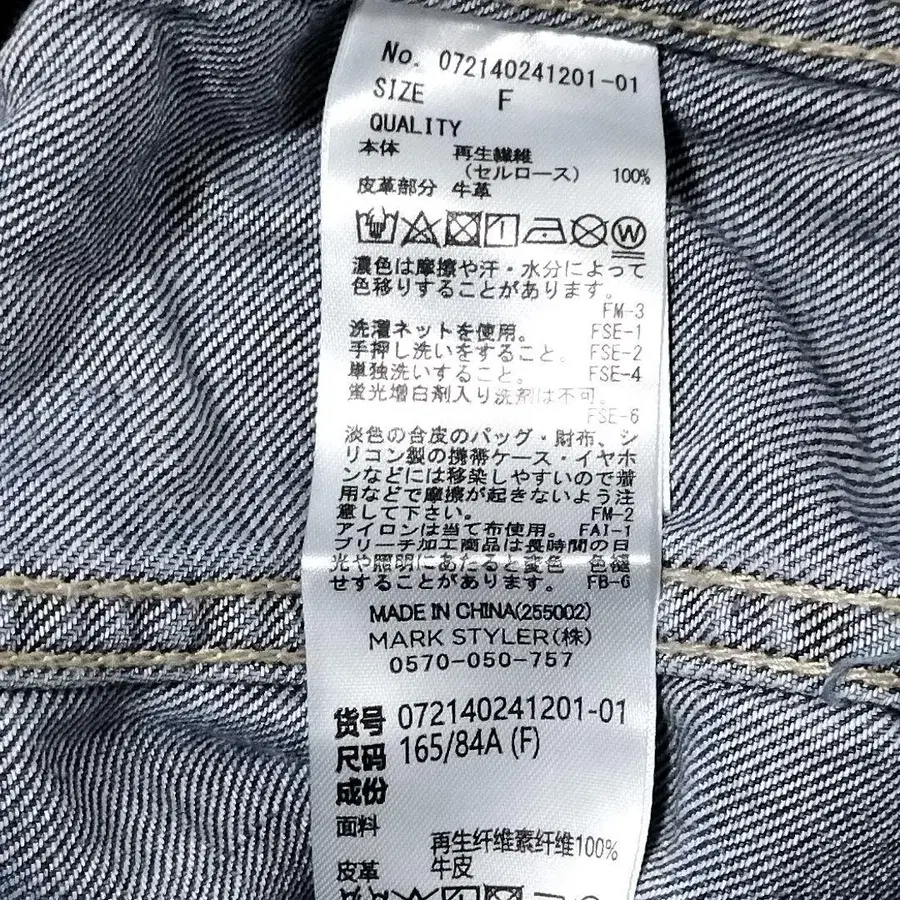 No. 072140241201-01
SIZE F
QUALITY
本体 再生繊維
(セルロース) 100%
皮革部分 牛革
濃色は摩擦や汗・水分によって
色移りすることがあります。
FM-3
洗濯ネットを使用。 FSE-1
手押し洗いをすること。 FSE-2
単独洗いすること。 FSE-4
蛍光増白剤入り洗剤は不可。
FSE-6
淡色の合皮のバッグ・財布、シ
リコン製の携帯ケース・イヤホ
ンなどには移染しやすいので着
用などで摩擦が起きないよう注
意して下さい。 FM-2
アイロンは当て布使用。 FAI-1
ブリーチ加工商品は長時間の日
光や照明にあたると変色 色褪
せすることがあります。 FB-6
MADE IN CHINA(255002)
MARK STYLER(株)
0570-050-757
货号 072140241201-01
尺码 165/84A (F)
成份
面料 再生纤维素纤维100%
皮革 牛皮